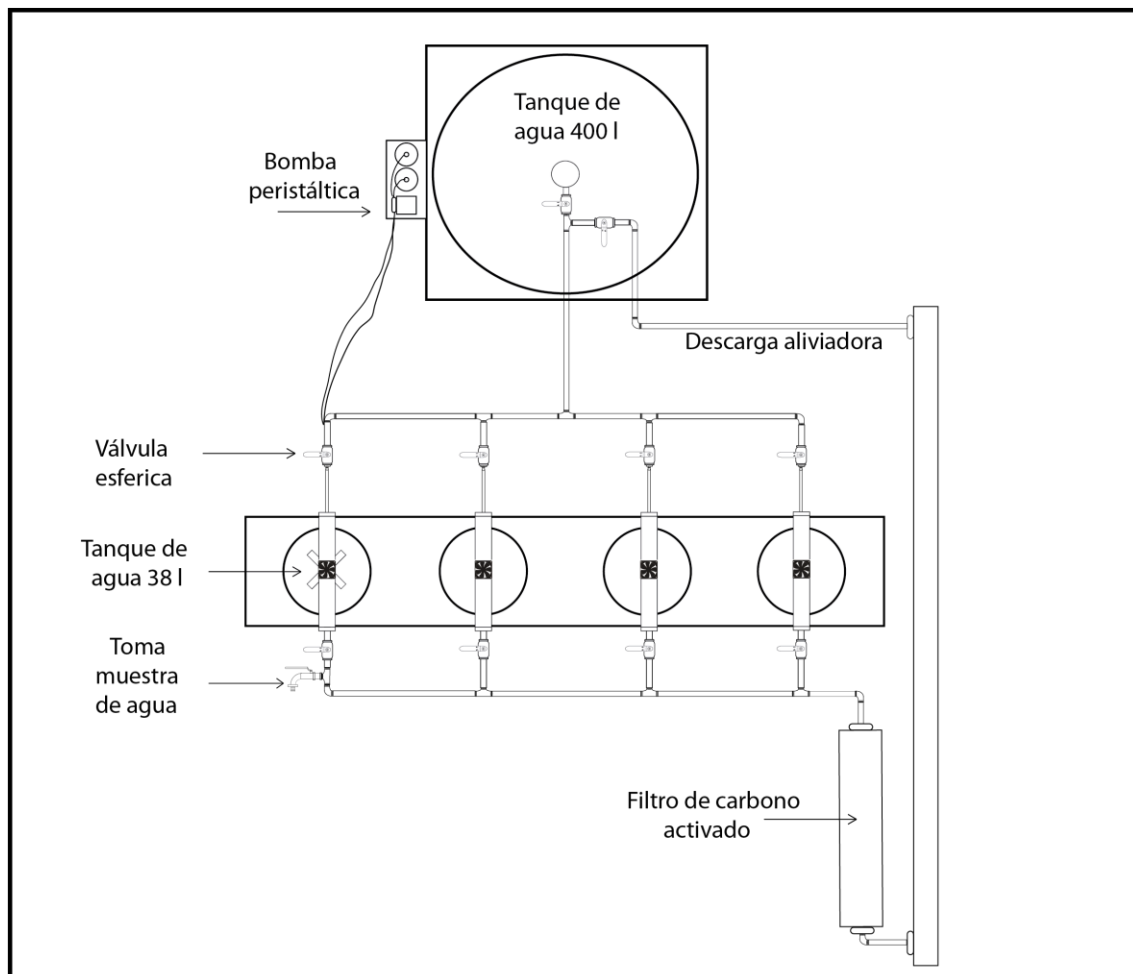 Tanque de
agua 400 l
Bomba
peristáltica
Descarga aliviadora
Válvula
esferica
Tanque de
agua 38 l
Toma
muestra
de agua
Filtro de carbono
activado